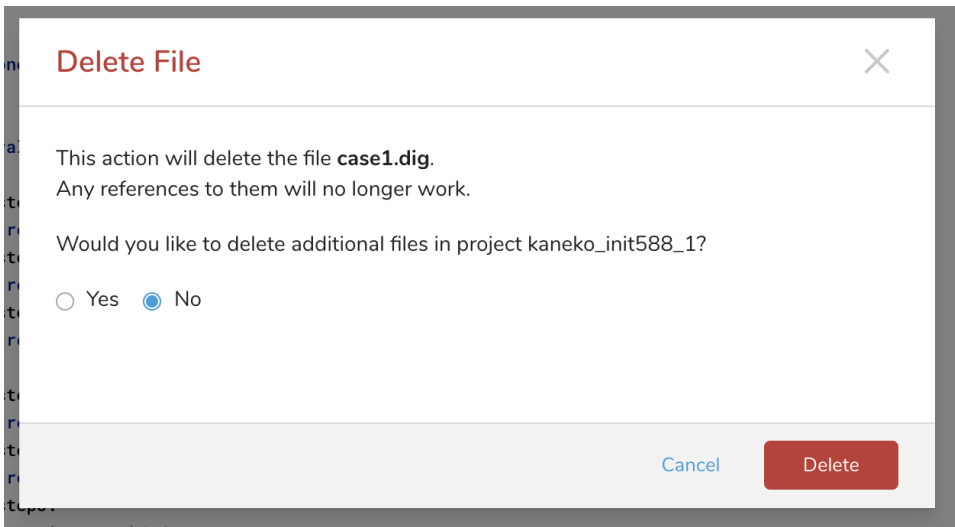 Delete File
This action will delete the file case1.dig.
Any references to them will no longer work.
Would you like to delete additional files in project kaneko_init588_1?
Yes No
Cancel Delete